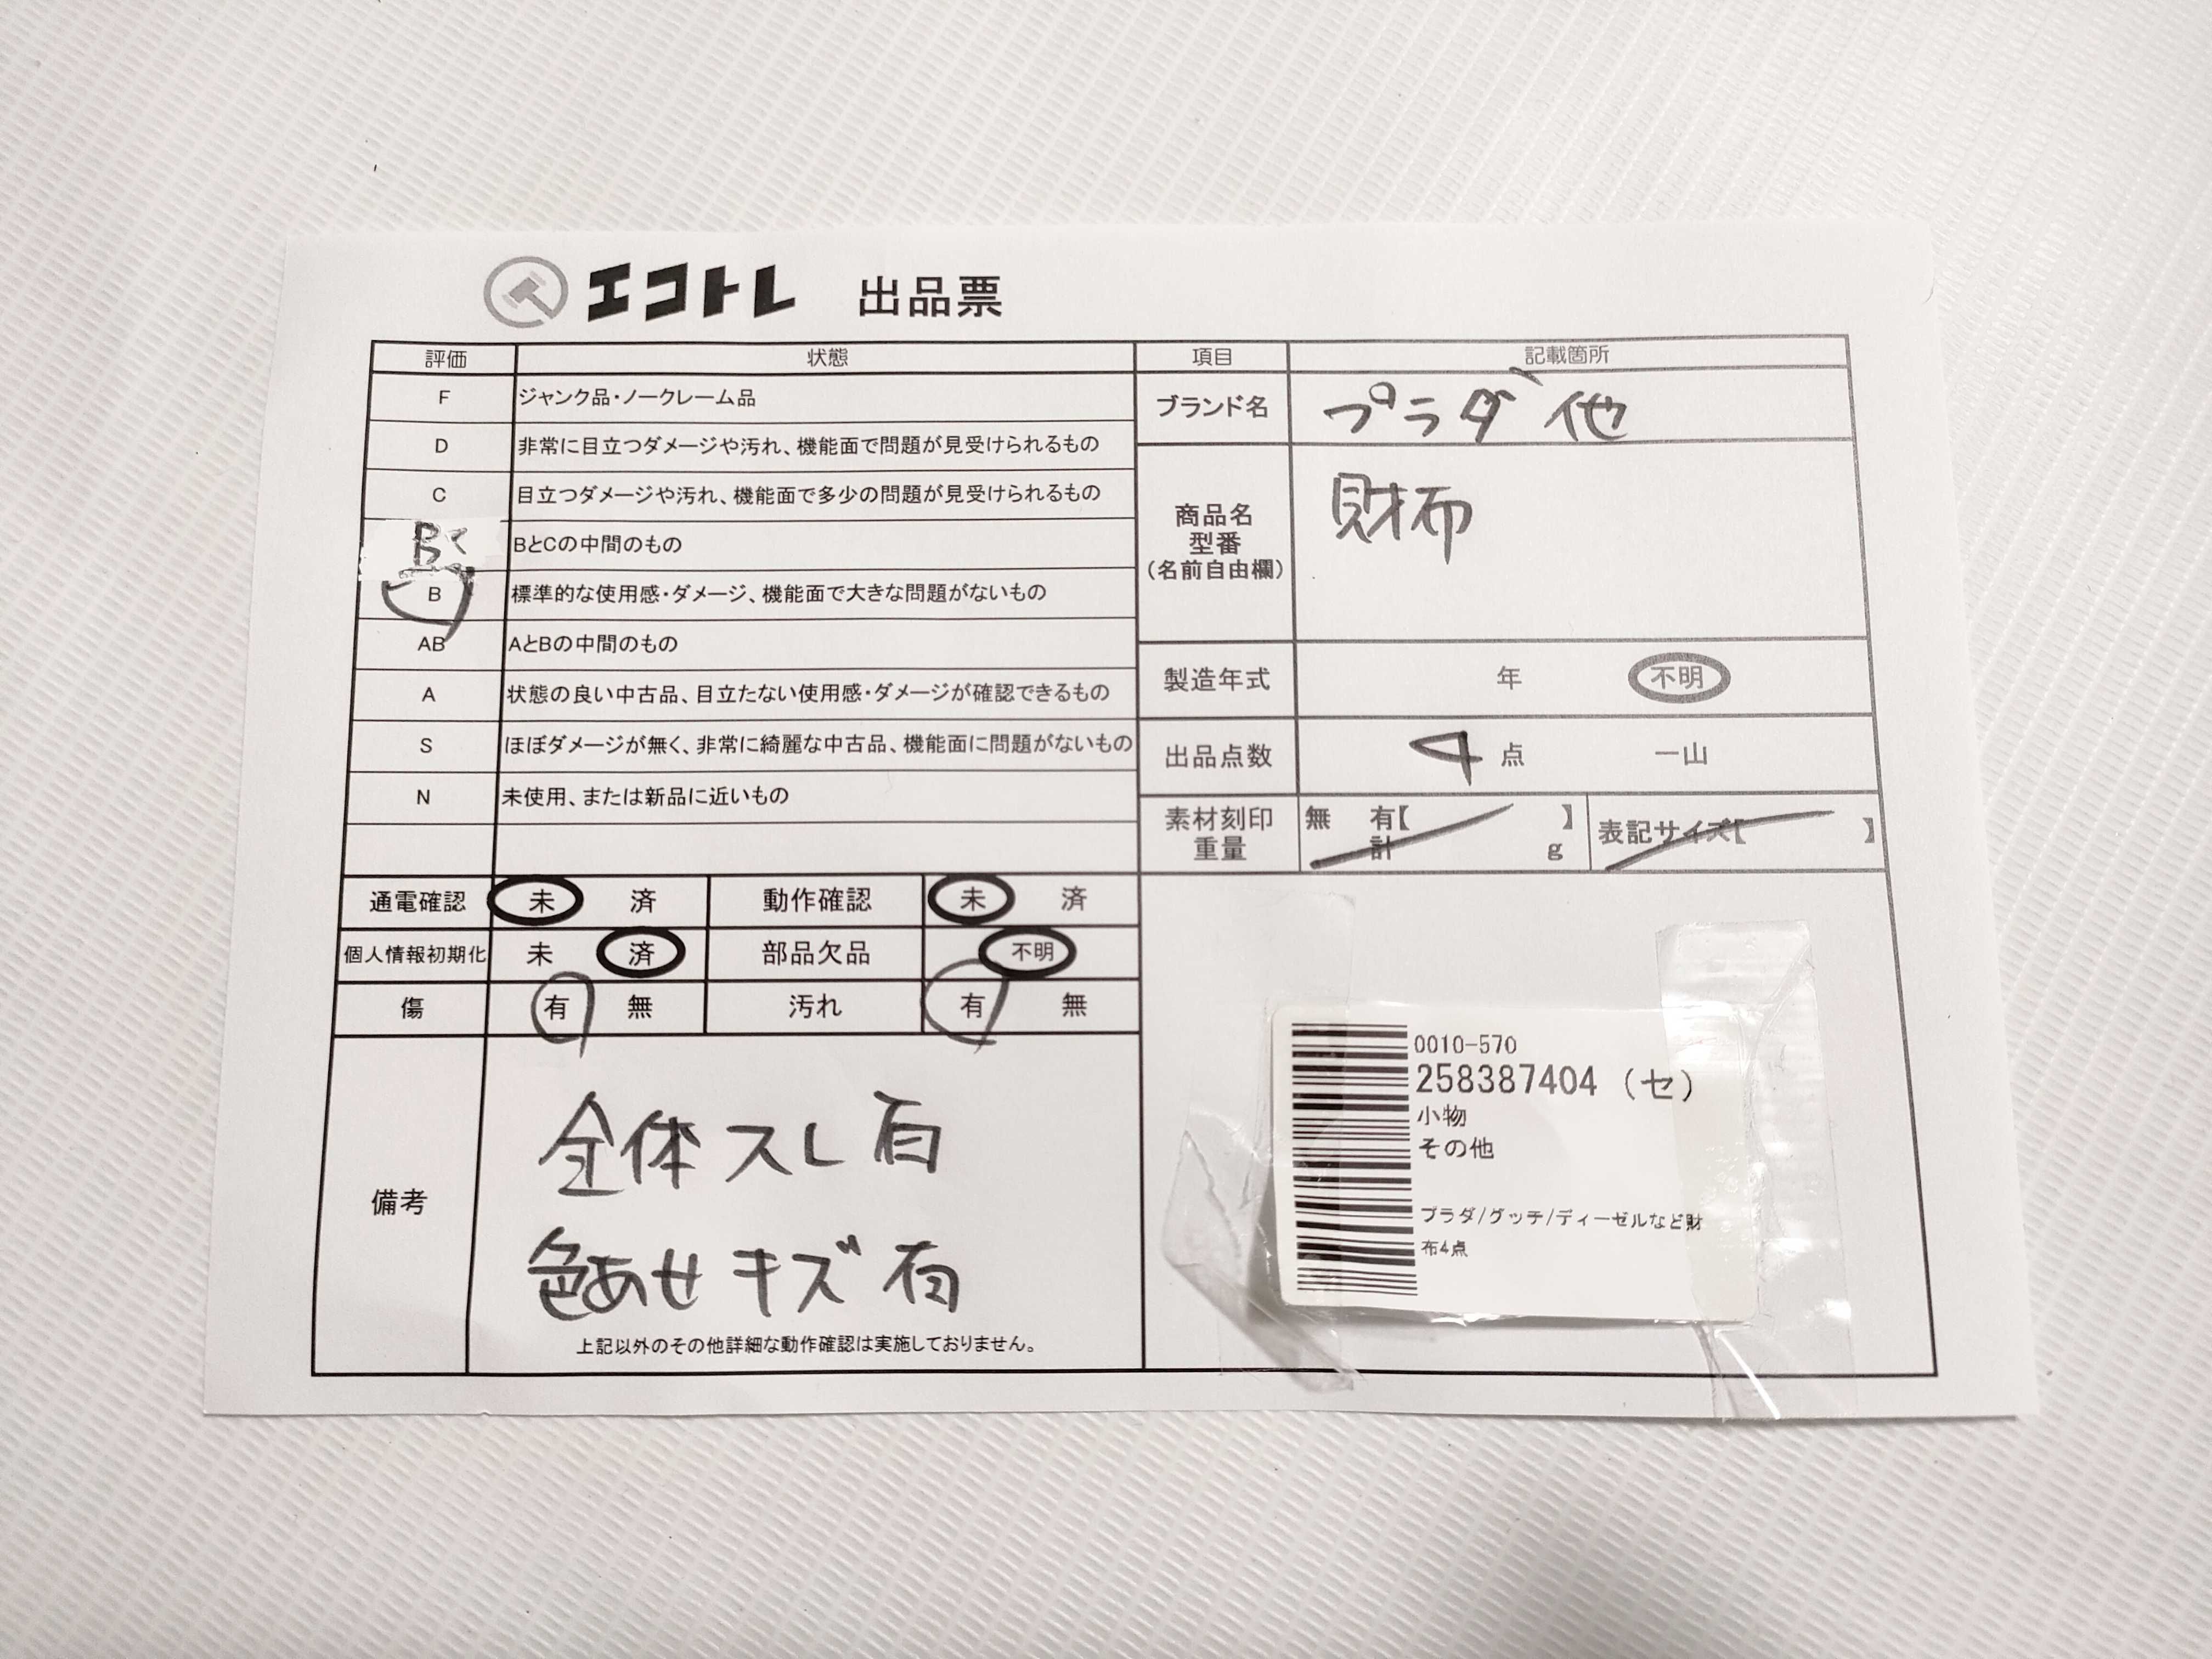 エコトレ 出品票
評価 状態 項目 記載箇所
F ジャンク品・ノークレーム品
D 非常に目立つダメージや汚れ、機能面で問題が見受けられるもの
C 目立つダメージや汚れ、機能面で多少の問題が見受けられるもの
BC BとCの中間のもの
B 標準的な使用感・ダメージ、機能面で大きな問題がないもの
AB AとBの中間のもの
A 状態の良い中古品、目立たない使用感・ダメージが確認できるもの
S ほぼダメージが無く、非常に綺麗な中古品、機能面に問題がないもの
N 未使用、または新品に近いもの
ブランド名 プラダ 他
商品名
型番
(名前自由欄)
財布
製造年式 年 不明
出品点数 4 点 一山
素材刻印
重量
無 有【 】
計 g
表記サイズ【 】
通電確認 未 済 動作確認 未 済
個人情報初期化 未 済 部品欠品 不明
傷 有 無 汚れ 有 無
備考
全体スレ有
色あせキズ有
上記以外のその他詳細な動作確認は実施しておりません。
0010-570
258387404 (セ)
小物
その他
プラダ/グッチ/ディーゼルなど財
布4点